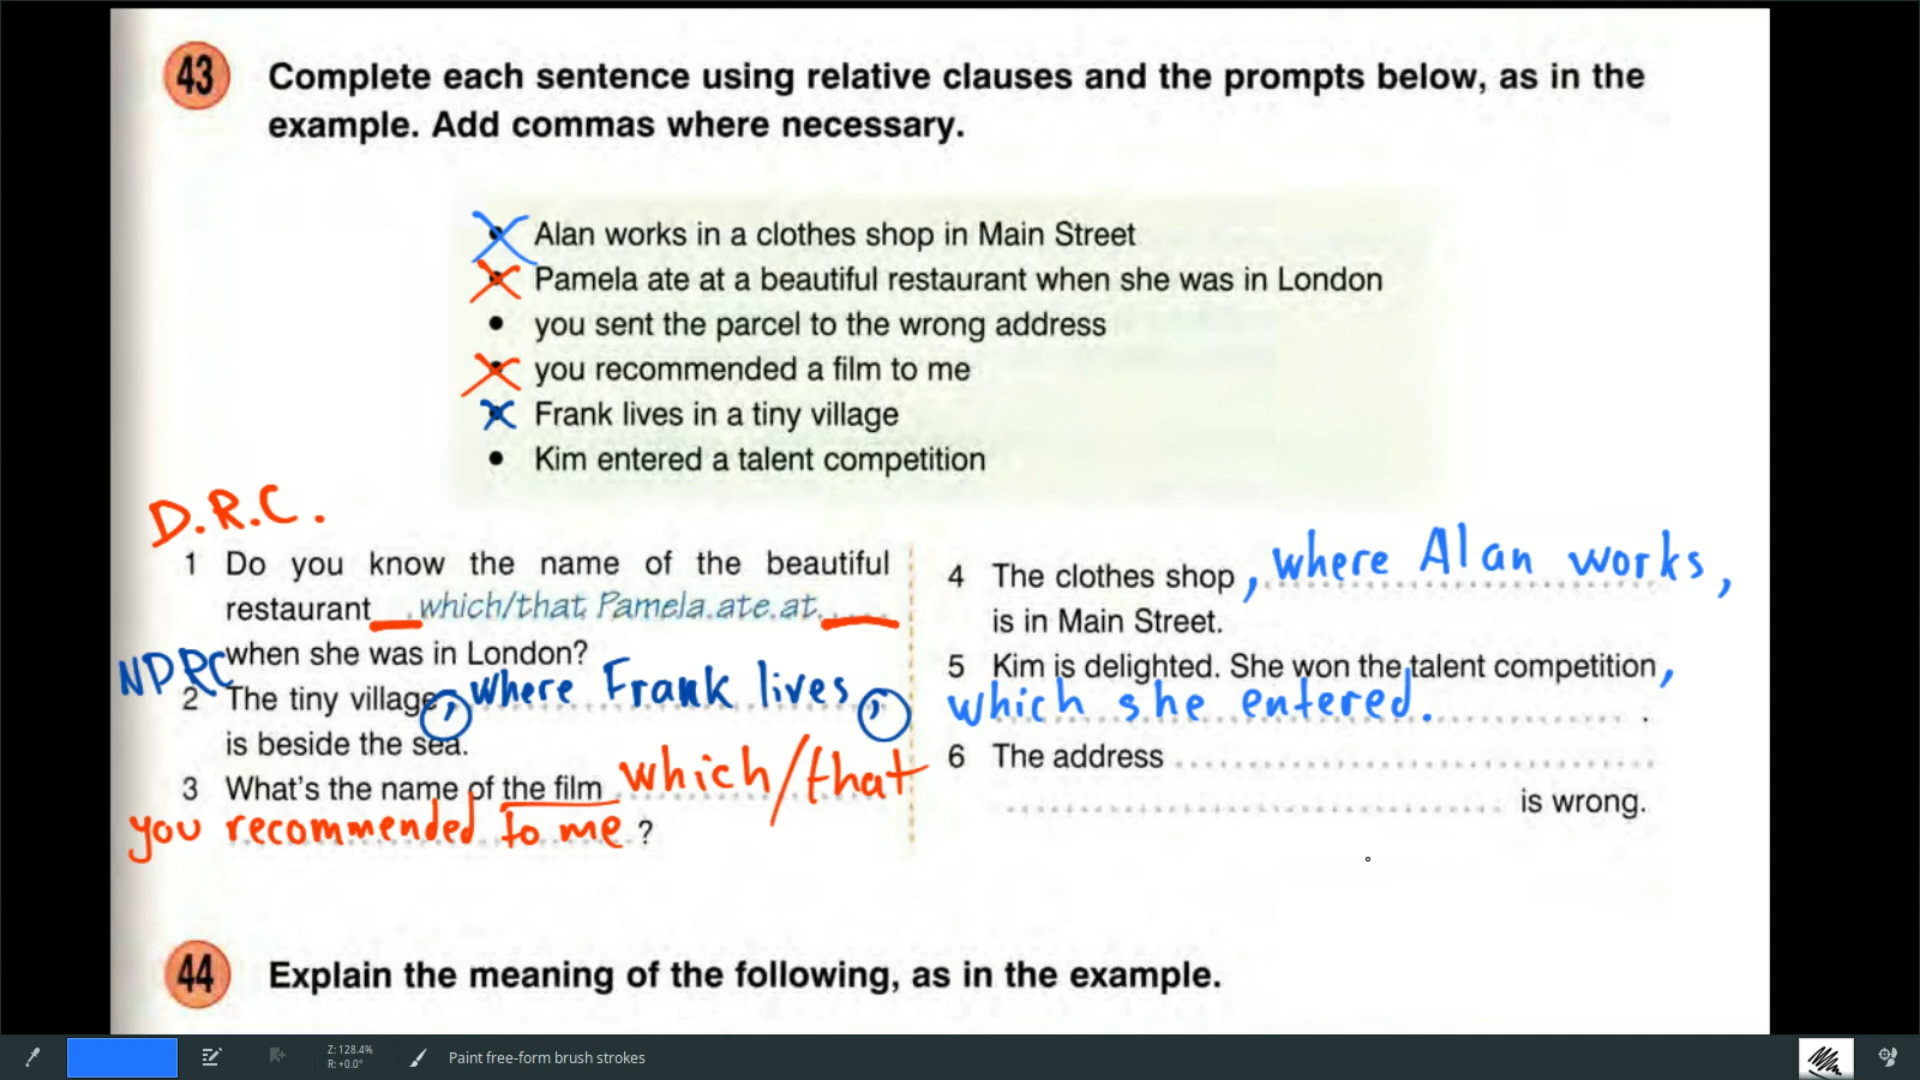 43 Complete each sentence using relative clauses and the prompts below, as in the
example. Add commas where necessary.
Alan works in a clothes shop in Main Street
Pamela ate at a beautiful restaurant when she was in London
• you sent the parcel to the wrong address
you recommended a film to me
Frank lives in a tiny village
• Kim entered a talent competition
D.R.C.
1 Do you know the name of the beautiful
restaurant which/that Pamela ate at
when she was in London?
NDRC
2 The tiny village, where Frank lives,
is beside the sea.
3 What's the name of the film which/that
you recommended to me ?
4 The clothes shop, where Alan works,
is in Main Street.
5 Kim is delighted. She won the talent competition,
which she entered. .
6 The address
is wrong.
44 Explain the meaning of the following, as in the example.
Z: 128.4%
R: +0.0°
Paint free-form brush strokes